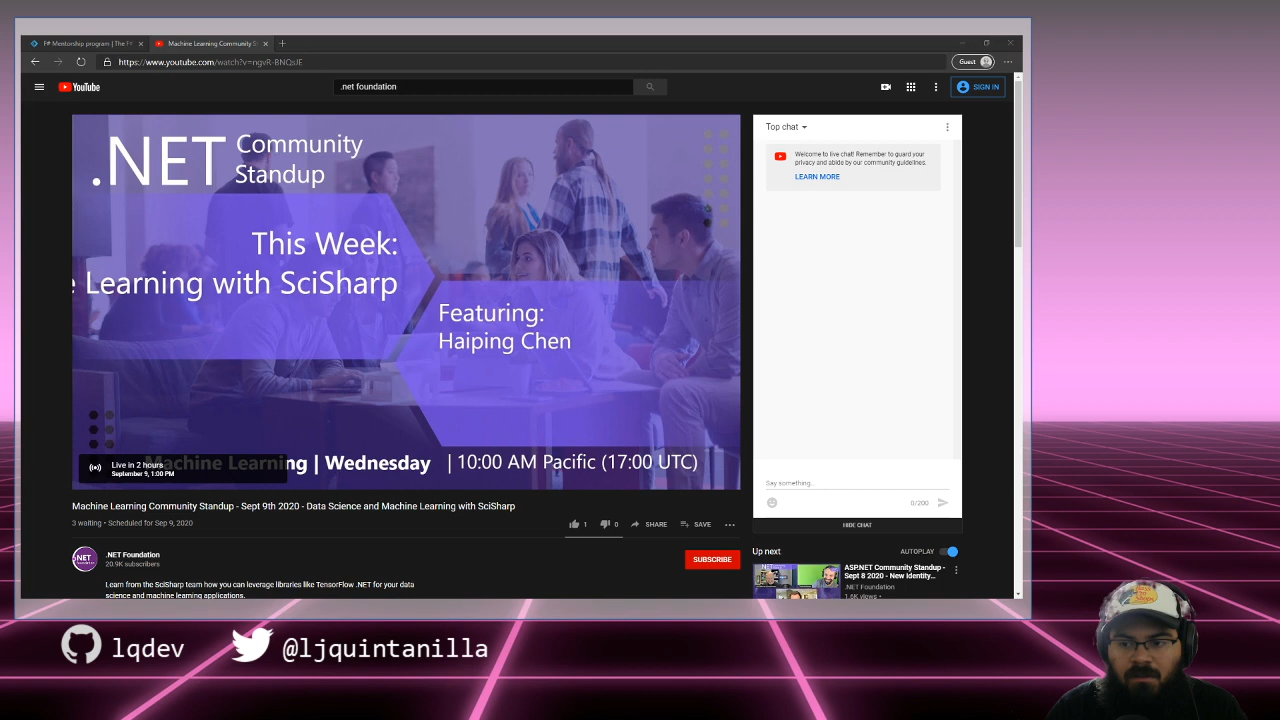 F# Mentorship program | The F#
Machine Learning Community S
https://www.youtube.com/watch?v=ngvR-BNQsJE
Guest
YouTube
.net foundation
SIGN IN
.NET Community
Standup
This Week:
Learning with SciSharp
Featuring:
Haiping Chen
Live in 2 hours
September 9, 1:00 PM
Machine Learning | Wednesday | 10:00 AM Pacific (17:00 UTC)
Top chat
Welcome to live chat! Remember to guard your
privacy and abide by our community guidelines.
LEARN MORE
Say something...
0/200
HIDE CHAT
Machine Learning Community Standup - Sept 9th 2020 - Data Science and Machine Learning with SciSharp
3 waiting • Scheduled for Sep 9, 2020
1 0 SHARE SAVE
.NET Foundation
20.9K subscribers
SUBSCRIBE
Learn from the SciSharp team how you can leverage libraries like TensorFlow .NET for your data
science and machine learning applications.
Up next
AUTOPLAY
ASP.NET Community Standup -
Sept 8 2020 - New Identity...
.NET Foundation
1.6K views •
lqdev @ljquintanilla